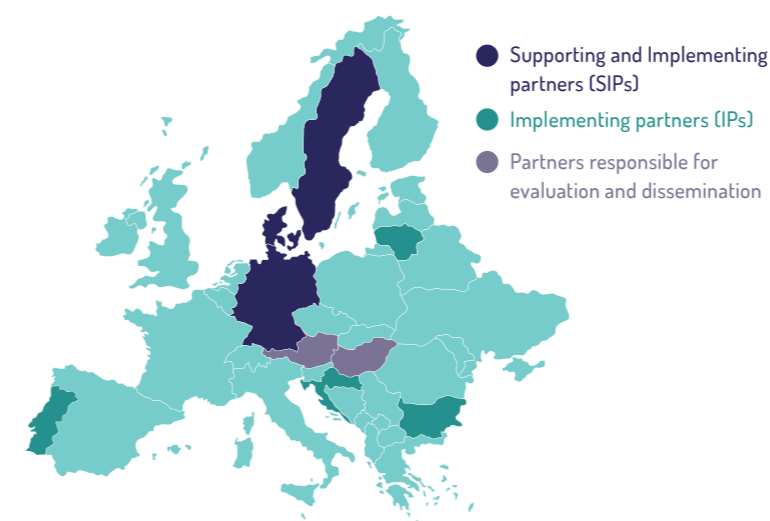 Supporting and Implementing
partners (SIPs)
Implementing partners (IPs)
Partners responsible for
evaluation and dissemination